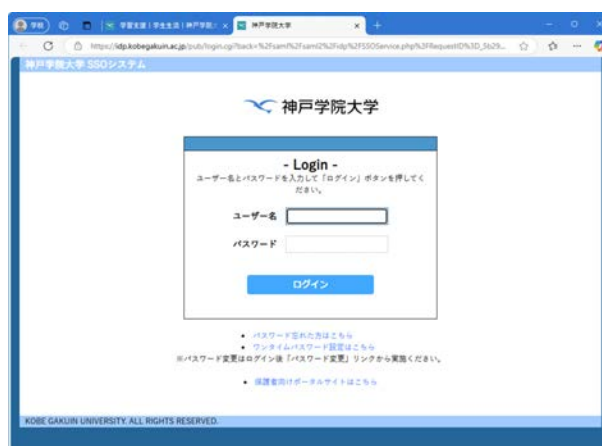 学校
学習支援 | 学生生活 | 神戸学院大
神戸学院大学
https://idp.kobegakuin.ac.jp/pub/login.cgi?back=%2Fsaml%2Fsaml2%2Fidp%2FSSOService.php%3FRequestID%3D_5b29...
神戸学院大学 SSOシステム
神戸学院大学
- Login -
ユーザー名とパスワードを入力して「ログイン」ボタンを押してく
ださい。
ユーザー名
パスワード
ログイン
パスワード忘れた方はこちら
ワンタイムパスワード設定はこちら
※パスワード変更はログイン後「パスワード変更」リンクから実施ください。
保護者向けポータルサイトはこちら
KOBE GAKUIN UNIVERSITY. ALL RIGHTS RESERVED.